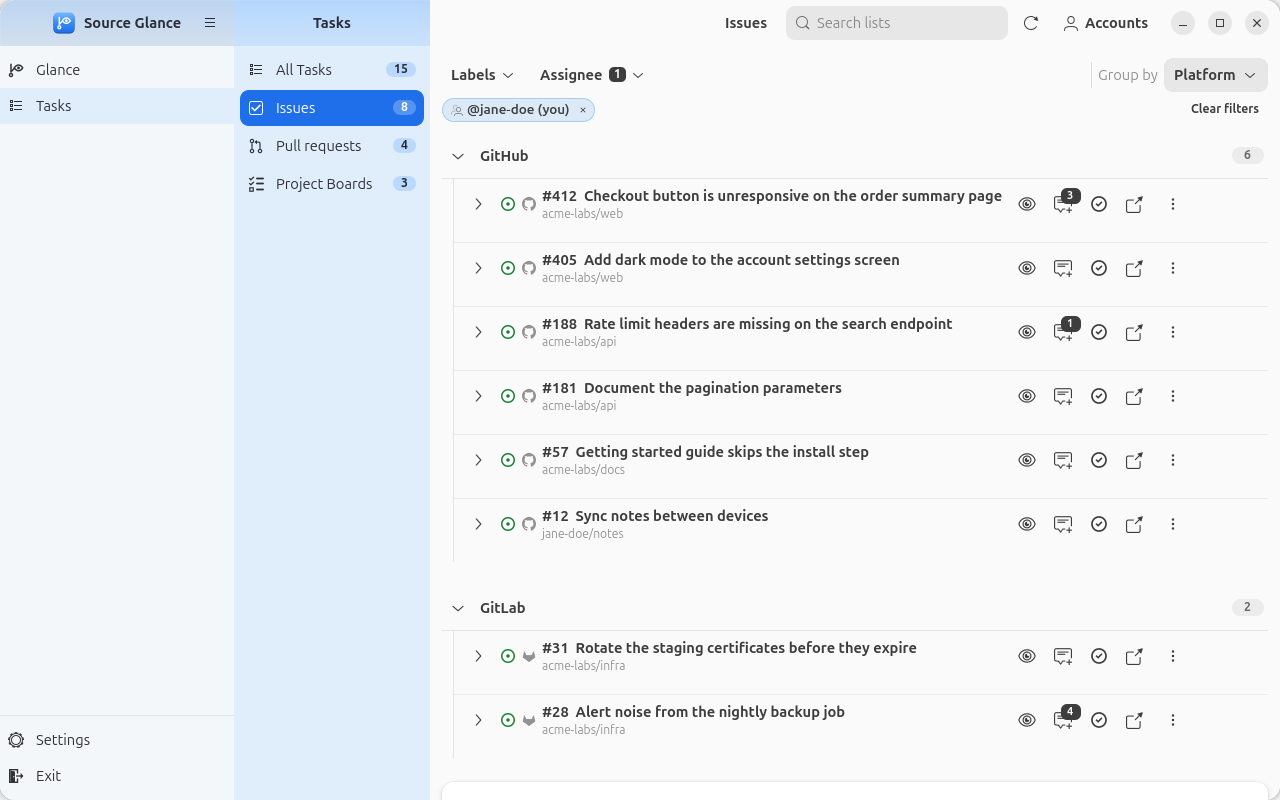 Source Glance
Tasks
Issues
Search lists
Accounts
Glance
Tasks
All Tasks 15
Issues 8
Pull requests 4
Project Boards 3
Settings
Exit
Labels
Assignee 1
Group by Platform
@jane-doe (you) ×
Clear filters
GitHub 6
#412 Checkout button is unresponsive on the order summary page
acme-labs/web
3
#405 Add dark mode to the account settings screen
acme-labs/web
#188 Rate limit headers are missing on the search endpoint
acme-labs/api
1
#181 Document the pagination parameters
acme-labs/api
#57 Getting started guide skips the install step
acme-labs/docs
#12 Sync notes between devices
jane-doe/notes
GitLab 2
#31 Rotate the staging certificates before they expire
acme-labs/infra
#28 Alert noise from the nightly backup job
acme-labs/infra
4